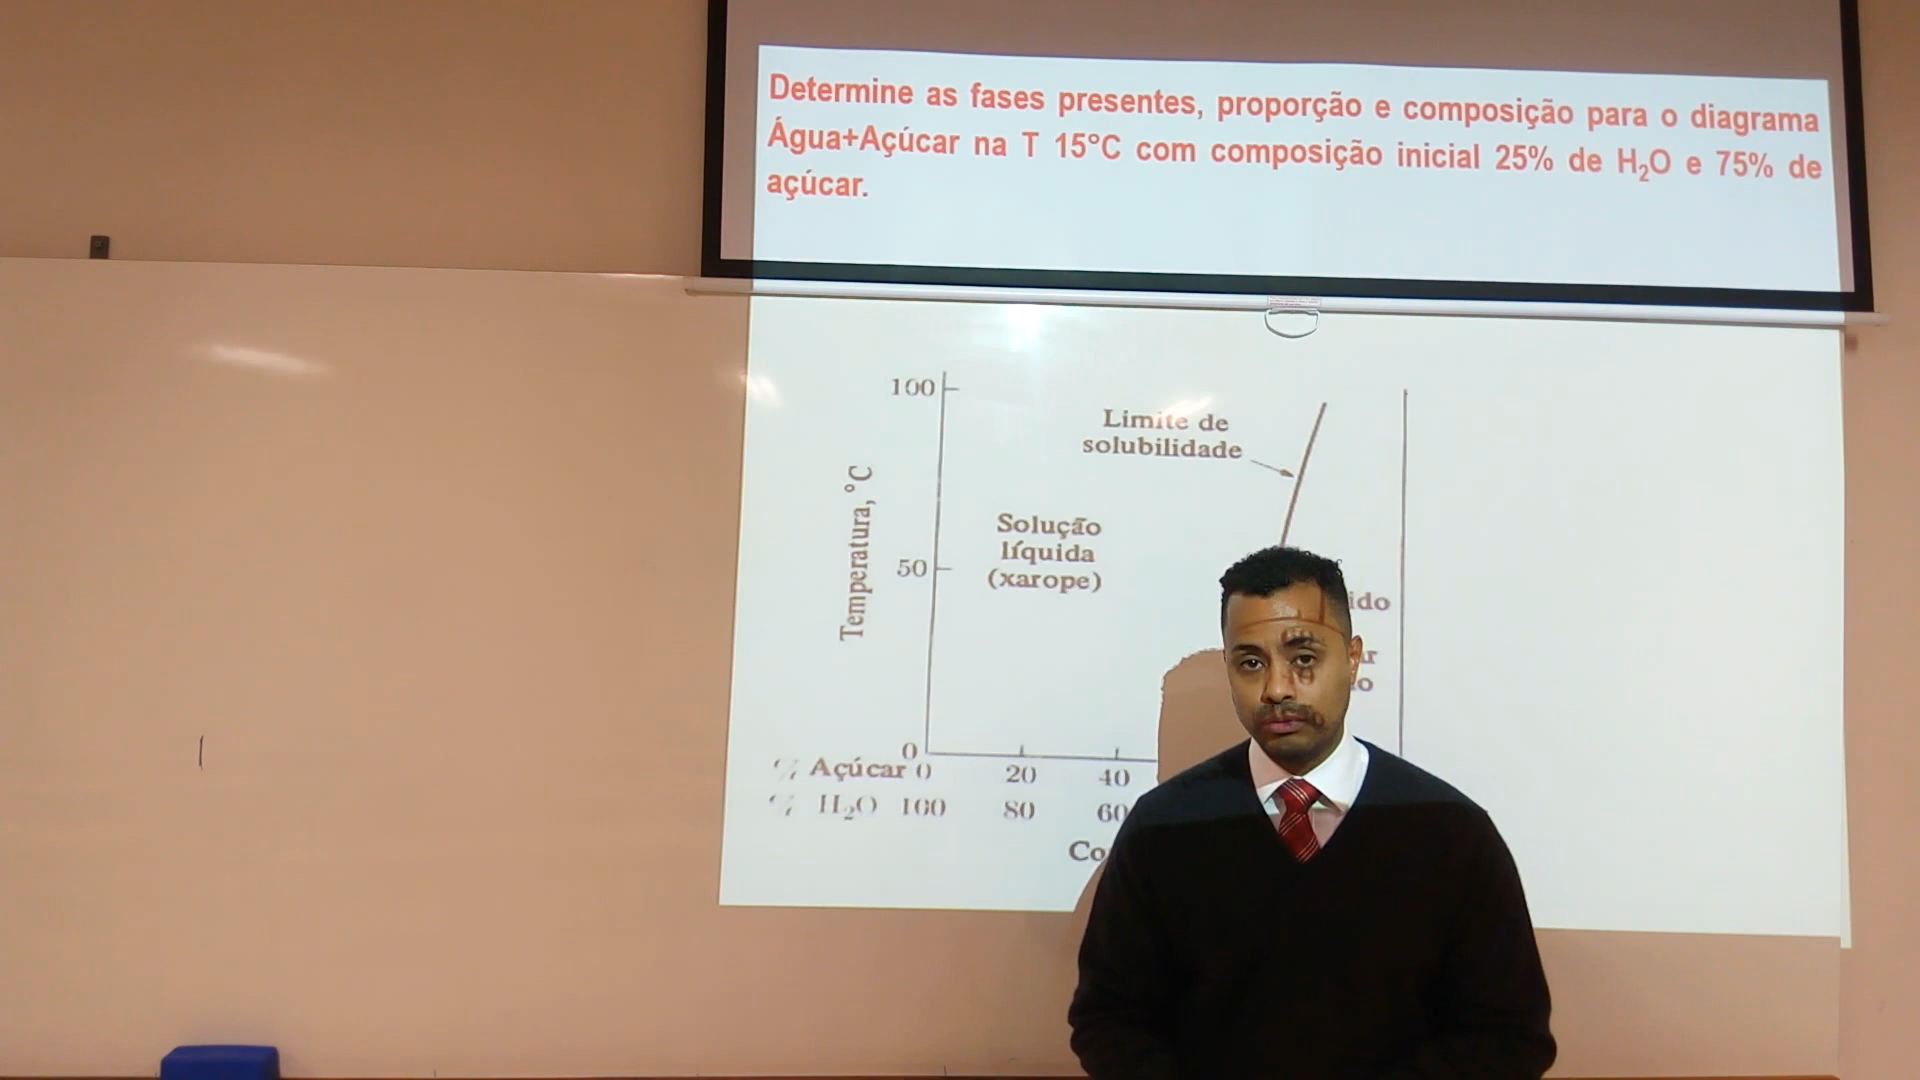 Determine as fases presentes, proporção e composição para o diagrama
Água+Açúcar na T 15°C com composição inicial 25% de H₂O e 75% de
açúcar.
100
Limite de
solubilidade
Temperatura, °C
Solução
líquida
(xarope)
50
ido
ar
o
0
% Açúcar 0 20 40
% H₂O 100 80 60
Co